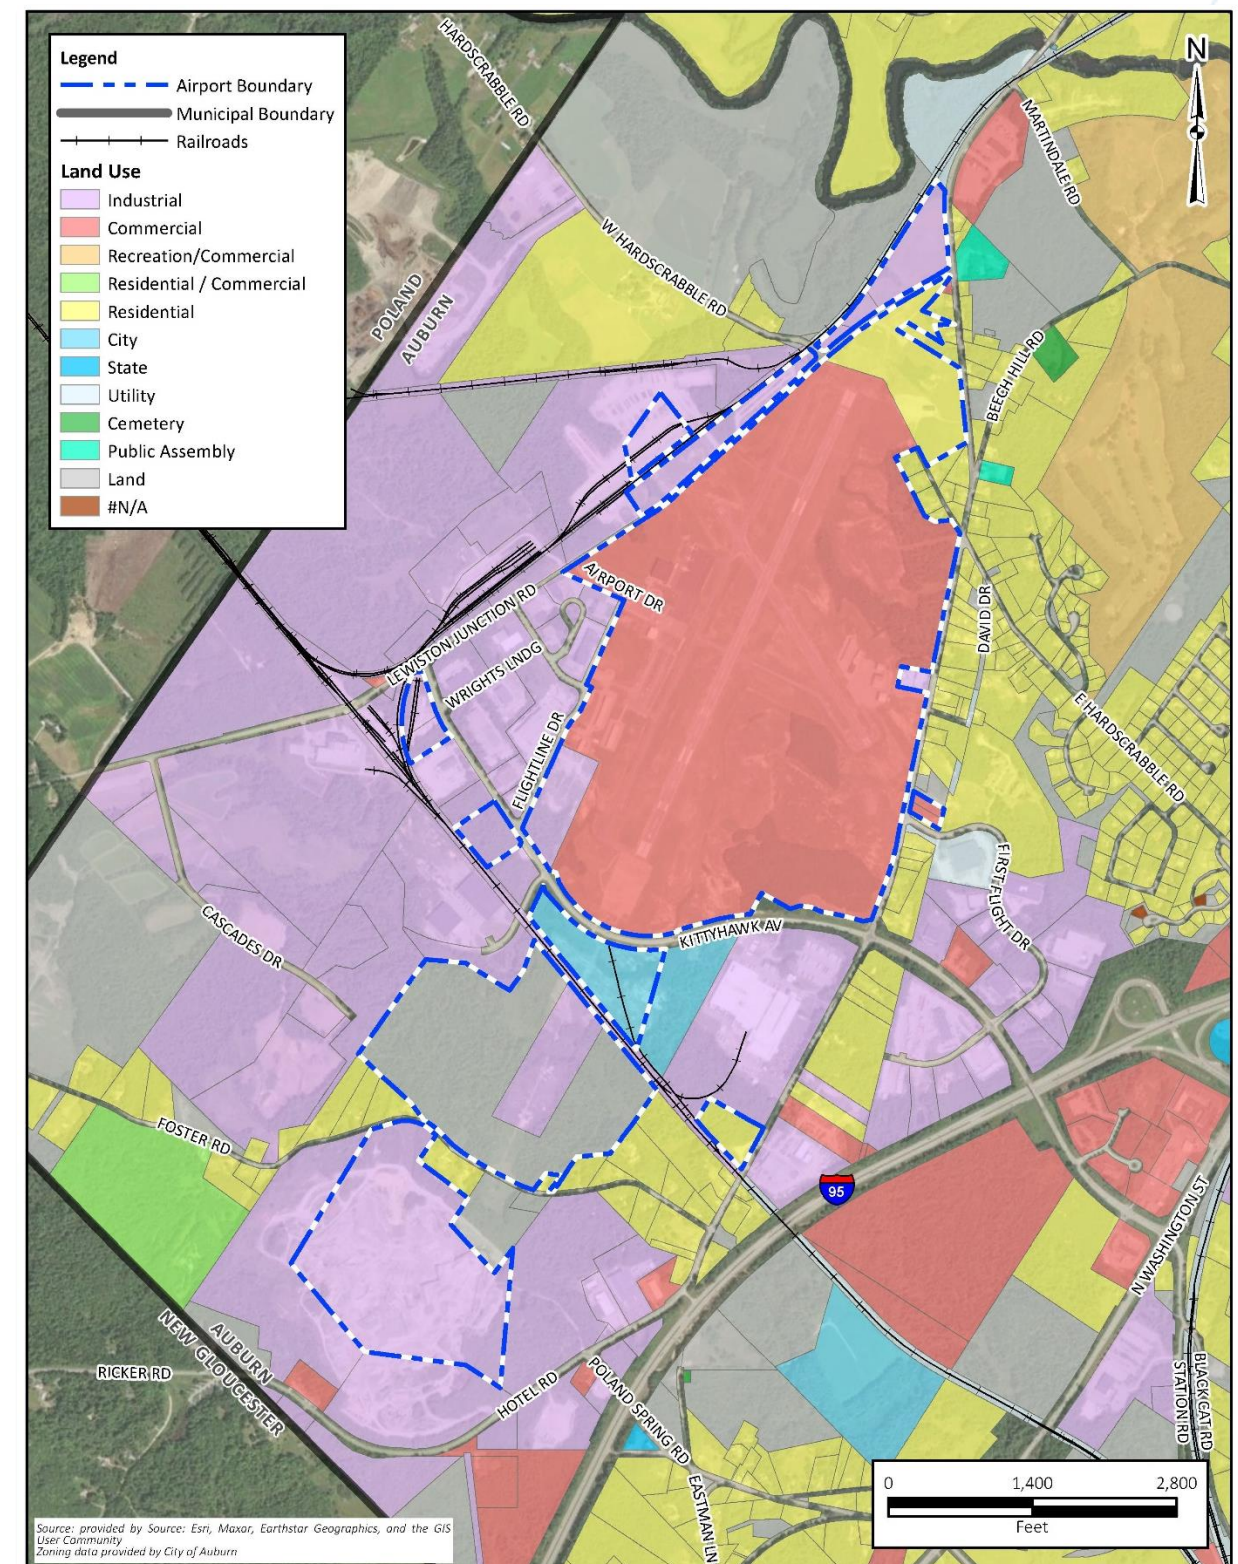 Legend
Airport Boundary
Municipal Boundary
Railroads
Land Use
Industrial
Commercial
Recreation/Commercial
Residential / Commercial
Residential
City
State
Utility
Cemetery
Public Assembly
Land
#N/A
N
HARDSCRABBLE RD
MARTINDALE RD
W HARDSCRABBLE RD
POLAND
AUBURN
BEECH HILL RD
AIRPORT DR
LEWISTON JUNCTION RD
WRIGHTS LNDG
DAVID DR
E HARDSCRABBLE RD
FLIGHTLINE DR
FIRST FLIGHT DR
KITTYHAWK AV
CASCADES DR
FOSTER RD
95
N WASHINGTON ST
AUBURN
NEW GLOUCESTER
RICKER RD
HOTEL RD
POLAND SPRING RD
EASTMAN LN
BLACK CAT RD
STATION RD
0 1,400 2,800
Feet
Source: provided by Source: Esri, Maxar, Earthstar Geographics, and the GIS
User Community
Zoning data provided by City of Auburn